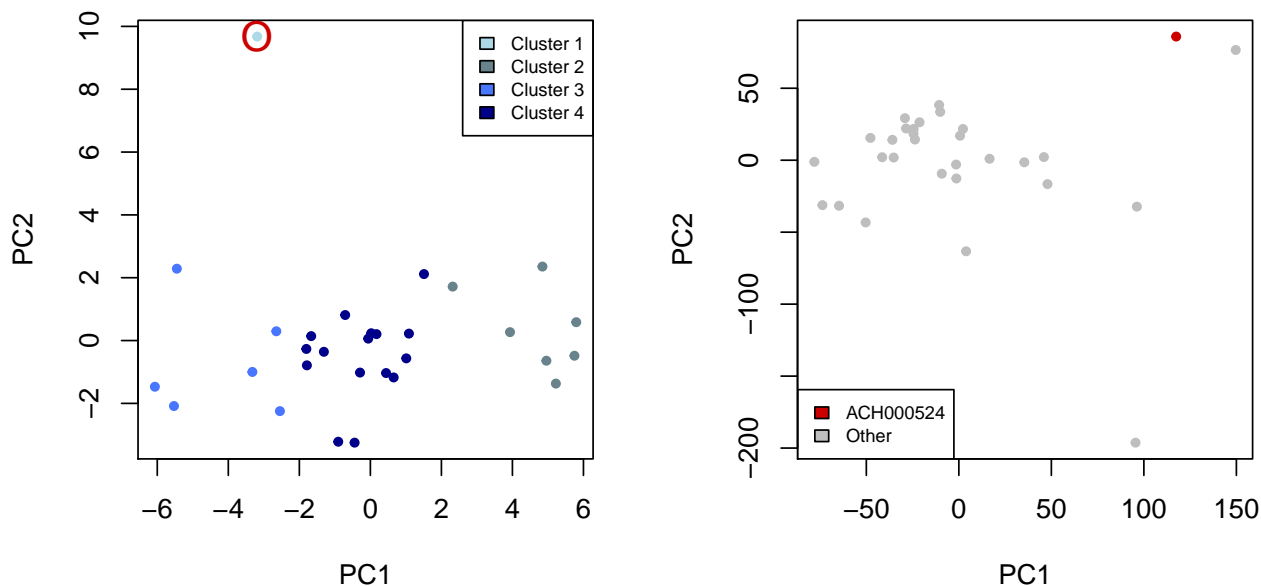 10
8
6
4
2
0
−2
PC2
Cluster 1
Cluster 2
Cluster 3
Cluster 4
−6 −4 −2 0 2 4 6
PC1
50
0
−100
−200
PC2
ACH000524
Other
−50 0 50 100 150
PC1